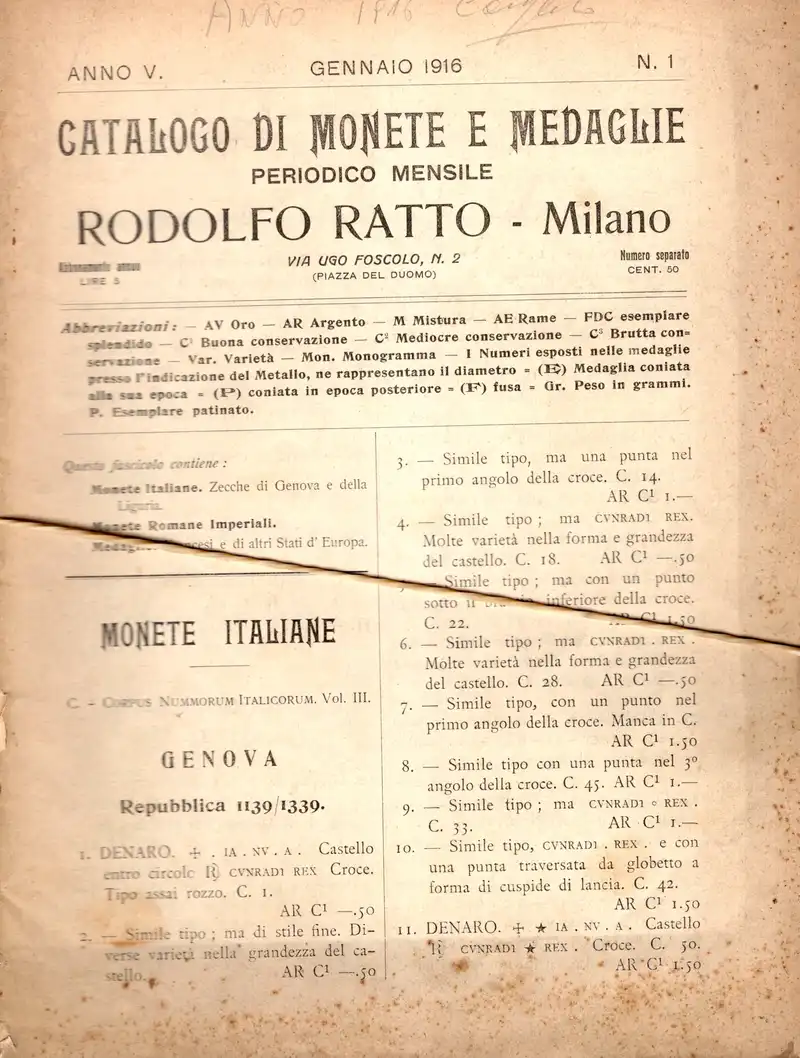 ANNO 1916
ANNO V.
GENNAIO 1916
N. 1
CATALOGO DI MONETE E MEDAGLIE
PERIODICO MENSILE
RODOLFO RATTO - Milano
VIA UGO FOSCOLO, N. 2
(PIAZZA DEL DUOMO)
LIRE 5
Numero separato
CENT. 50
Abbreviazioni: — AV Oro — AR Argento — M Mistura — AE Rame — FDC esemplare
splendido — C¹ Buona conservazione — C² Mediocre conservazione — C³ Brutta con=
servazione — Var. Varietà — Mon. Monogramma — I Numeri esposti nelle medaglie
presso l'indicazione del Metallo, ne rappresentano il diametro = (E) Medaglia coniata
alla sua epoca = (P) coniata in epoca posteriore = (F) fusa = Gr. Peso in grammi.
P. Esemplare patinato.
Questo fascicolo contiene :
Monete Italiane. Zecche di Genova e della
Liguria.
Monete Romane Imperiali.
e di altri Stati d' Europa.
MONETE ITALIANE
C. - Corpus Nummorum Italicorum. Vol. III.
GENOVA
Repubblica 1139/1339.
1. DENARO. ✢ . IA . NV . A . Castello
entro circolo ℞ CVNRADI REX Croce.
Tipo assai rozzo. C. 1.
AR C¹ —.50
2. — Simile tipo ; ma di stile fine. Di-
verse varietà nella grandezza del ca-
stello. AR C¹ —.50
3. — Simile tipo, ma una punta nel
primo angolo della croce. C. 14.
AR C¹ 1.—
4. — Simile tipo ; ma CVNRADI REX.
Molte varietà nella forma e grandezza
del castello. C. 18. AR C¹ —.50
— Simile tipo ; ma con un punto
sotto il inferiore della croce.
C. 22. AR C¹ 1.50
6. — Simile tipo ; ma CVNRADI . REX .
Molte varietà nella forma e grandezza
del castello. C. 28. AR C¹ —.50
7. — Simile tipo, con un punto nel
primo angolo della croce. Manca in C.
AR C¹ 1.50
8. — Simile tipo con una punta nel 3º
angolo della croce. C. 45. AR C¹ 1.—
9. — Simile tipo ; ma CVNRADI ∘ REX .
C. 33. AR C¹ 1.—
10. — Simile tipo, CVNRADI . REX . e con
una punta traversata da globetto a
forma di cuspide di lancia. C. 42.
AR C¹ 1.50
11. DENARO. ✢ ★ IA . NV . A . Castello
℞ CVNRADI ★ REX . Croce. C. 50.
AR C¹ 1.50